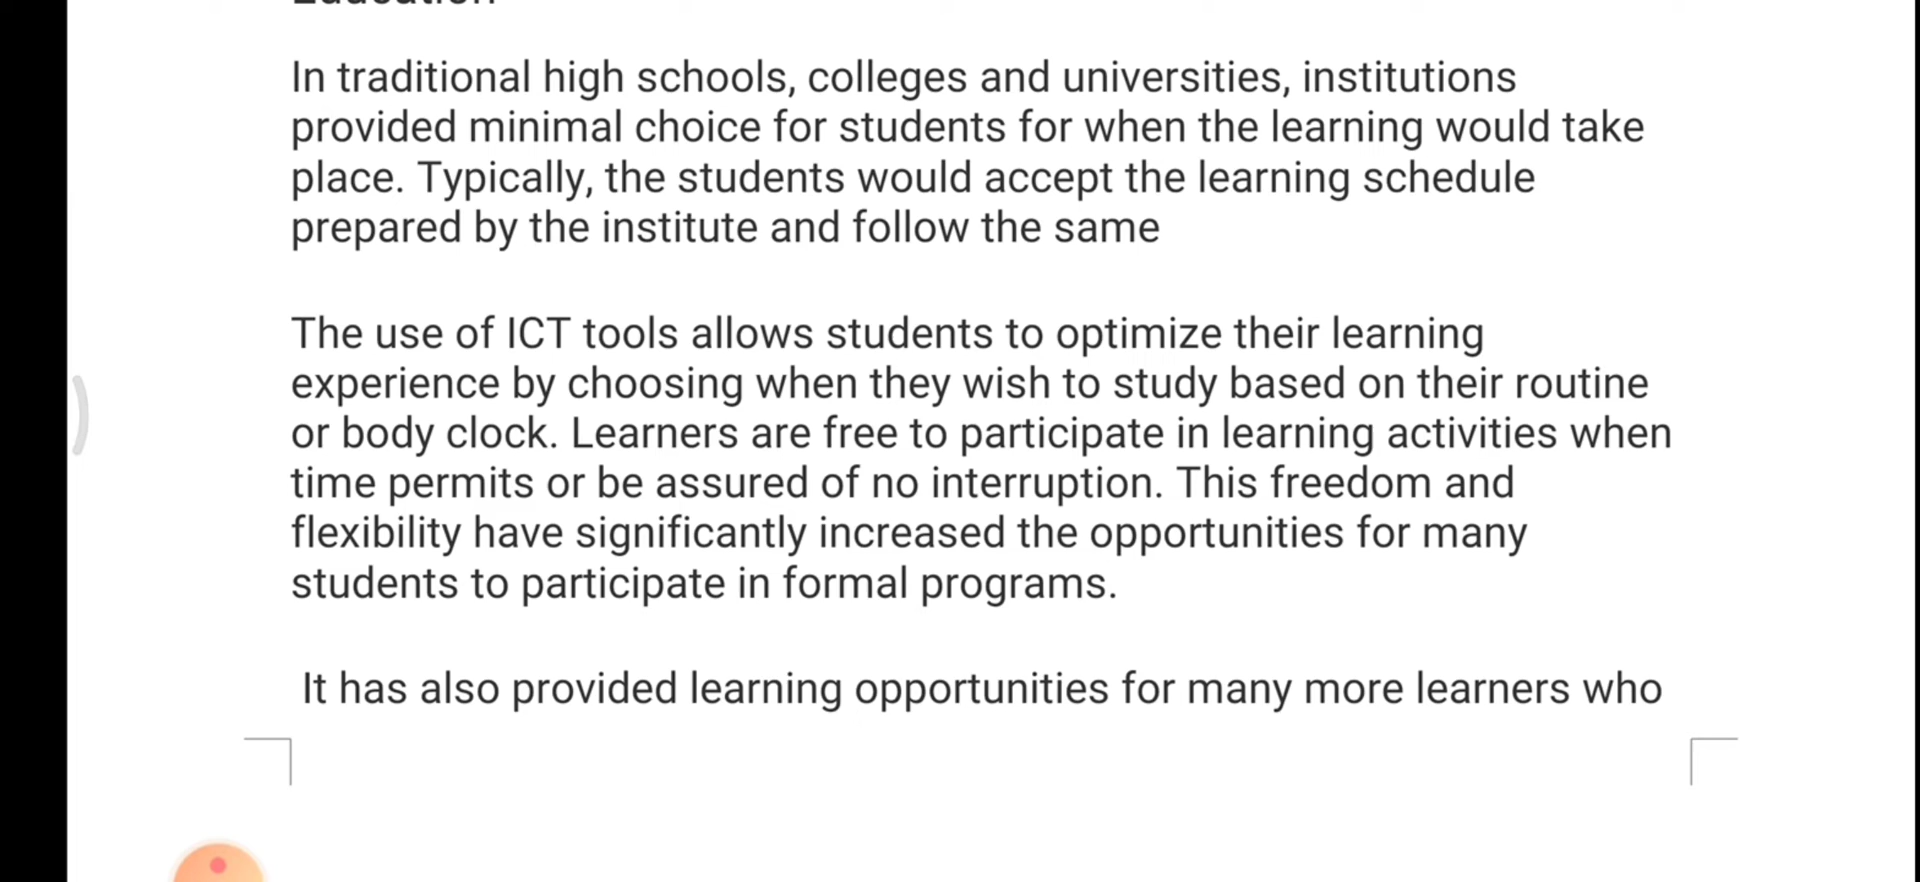 Education
In traditional high schools, colleges and universities, institutions
provided minimal choice for students for when the learning would take
place. Typically, the students would accept the learning schedule
prepared by the institute and follow the same
The use of ICT tools allows students to optimize their learning
experience by choosing when they wish to study based on their routine
or body clock. Learners are free to participate in learning activities when
time permits or be assured of no interruption. This freedom and
flexibility have significantly increased the opportunities for many
students to participate in formal programs.
It has also provided learning opportunities for many more learners who